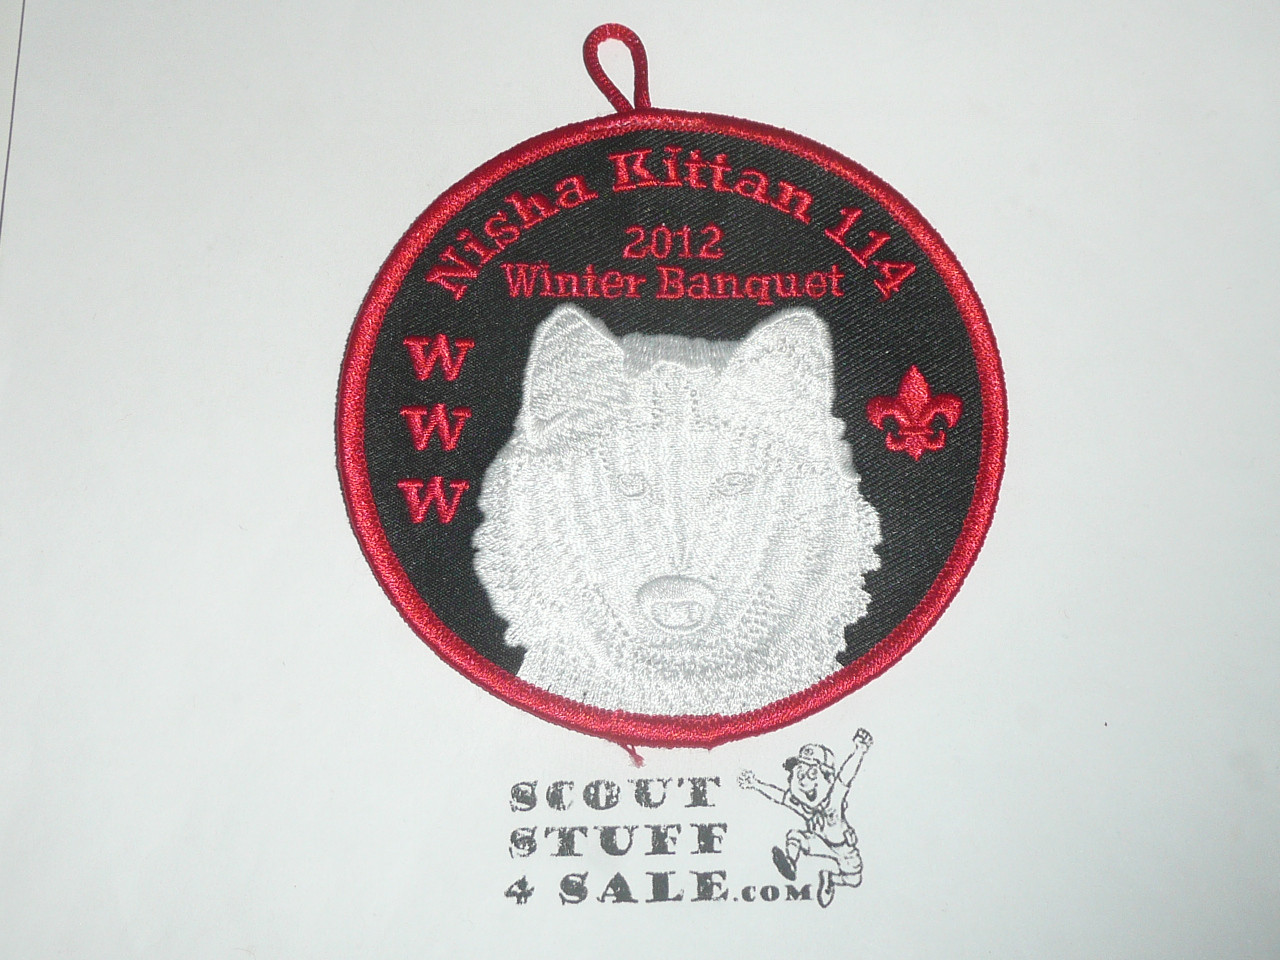 Nisha Kittan 114
2012
Winter Banquet
W
W
W
SCOUT
STUFF
4 SALE.COM